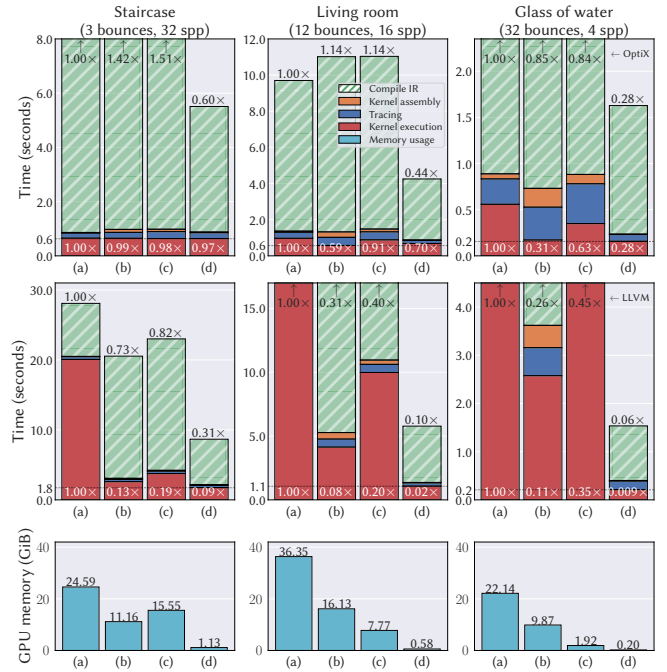 Staircase
(3 bounces, 32 spp)
Living room
(12 bounces, 16 spp)
Glass of water
(32 bounces, 4 spp)
Time (seconds)
8.0
6.0
4.0
2.0
0.6
0.0
1.00×
1.42×
1.51×
0.60×
1.00×
0.99×
0.98×
0.97×
(a)
(b)
(c)
(d)
12.0
10.0
8.0
6.0
4.0
2.0
0.6
0.0
1.00×
1.14×
1.14×
0.44×
Compile IR
Kernel assembly
Tracing
Kernel execution
Memory usage
1.00×
0.59×
0.91×
0.70×
(a)
(b)
(c)
(d)
2.0
1.5
1.0
0.5
0.2
0.0
1.00×
0.85×
0.84×
← OptiX
0.28×
1.00×
0.31×
0.63×
0.28×
(a)
(b)
(c)
(d)
Time (seconds)
30.0
20.0
10.0
1.8
0.0
1.00×
0.73×
0.82×
0.31×
1.00×
0.13×
0.19×
0.09×
(a)
(b)
(c)
(d)
15.0
10.0
5.0
1.1
0.0
1.00×
0.31×
0.40×
0.10×
1.00×
0.08×
0.20×
0.02×
(a)
(b)
(c)
(d)
4.0
3.0
2.0
1.0
0.2
0.0
1.00×
0.26×
0.45×
← LLVM
0.06×
1.00×
0.11×
0.35×
0.009×
(a)
(b)
(c)
(d)
GPU memory (GiB)
40
20
0
24.59
11.16
15.55
1.13
(a)
(b)
(c)
(d)
40
20
0
36.35
16.13
7.77
0.58
(a)
(b)
(c)
(d)
40
20
0
22.14
9.87
1.92
0.20
(a)
(b)
(c)
(d)